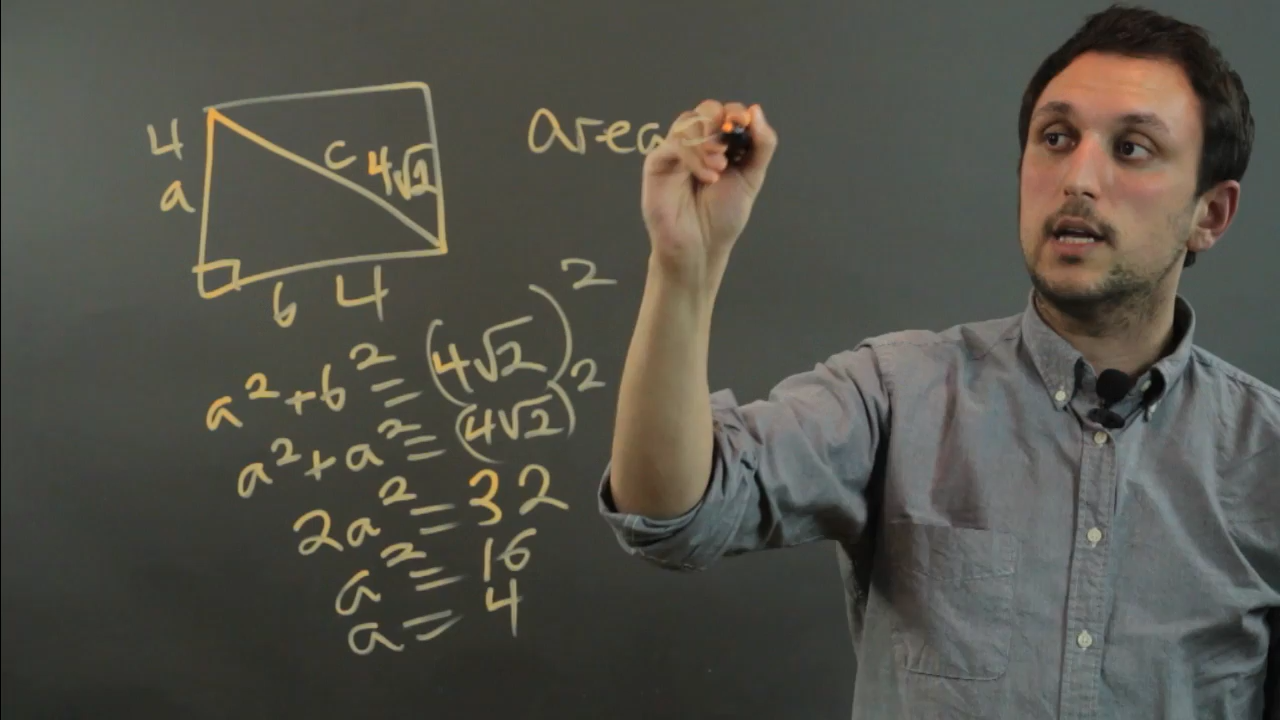 4
a
c 4√2
b 4
area
a² + b² = (4√2)²
a² + a² = (4√2)²
2a² = 32
a² = 16
a = 4